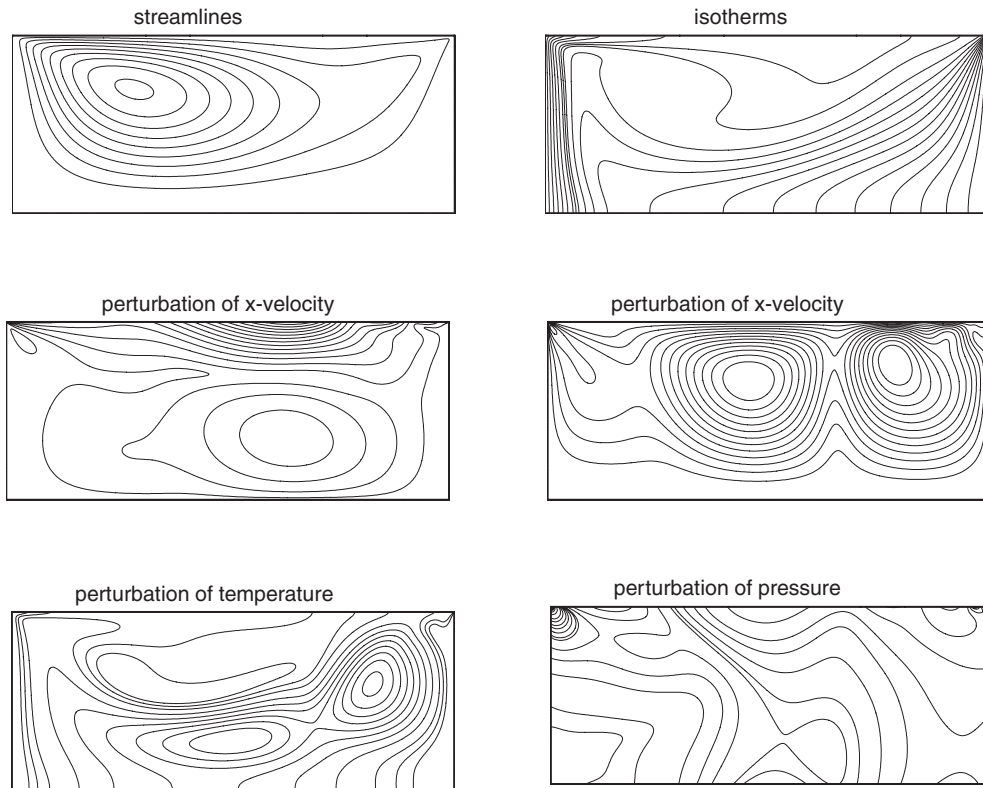 streamlines
isotherms
perturbation of x-velocity
perturbation of x-velocity
perturbation of temperature
perturbation of pressure